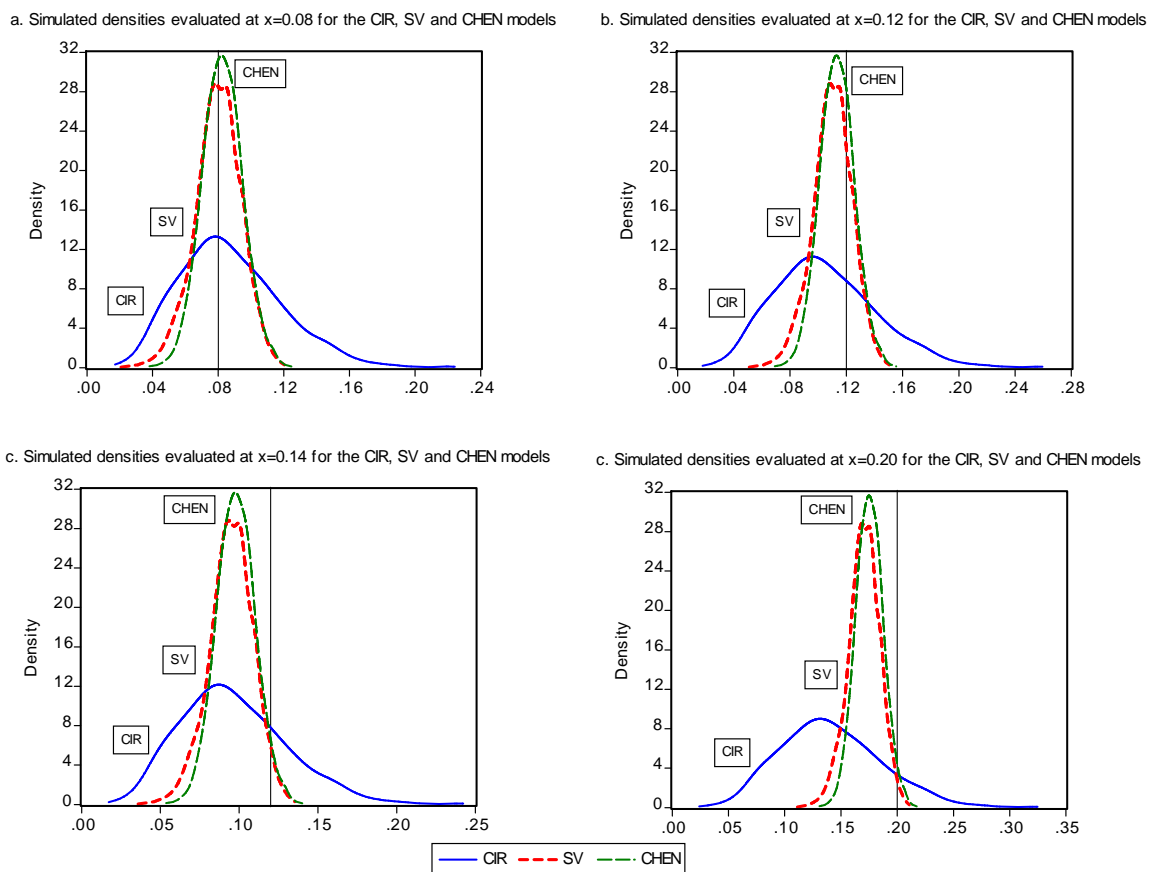 a. Simulated densities evaluated at x=0.08 for the CIR, SV and CHEN models
32
28
24
20
16
12
8
4
0
Density
CHEN
SV
CIR
.00 .04 .08 .12 .16 .20 .24
b. Simulated densities evaluated at x=0.12 for the CIR, SV and CHEN models
32
28
24
20
16
12
8
4
0
Density
CHEN
SV
CIR
.00 .04 .08 .12 .16 .20 .24 .28
c. Simulated densities evaluated at x=0.14 for the CIR, SV and CHEN models
32
28
24
20
16
12
8
4
0
Density
CHEN
SV
CIR
.00 .05 .10 .15 .20 .25
c. Simulated densities evaluated at x=0.20 for the CIR, SV and CHEN models
32
28
24
20
16
12
8
4
0
Density
CHEN
SV
CIR
.00 .05 .10 .15 .20 .25 .30 .35
CIR SV CHEN